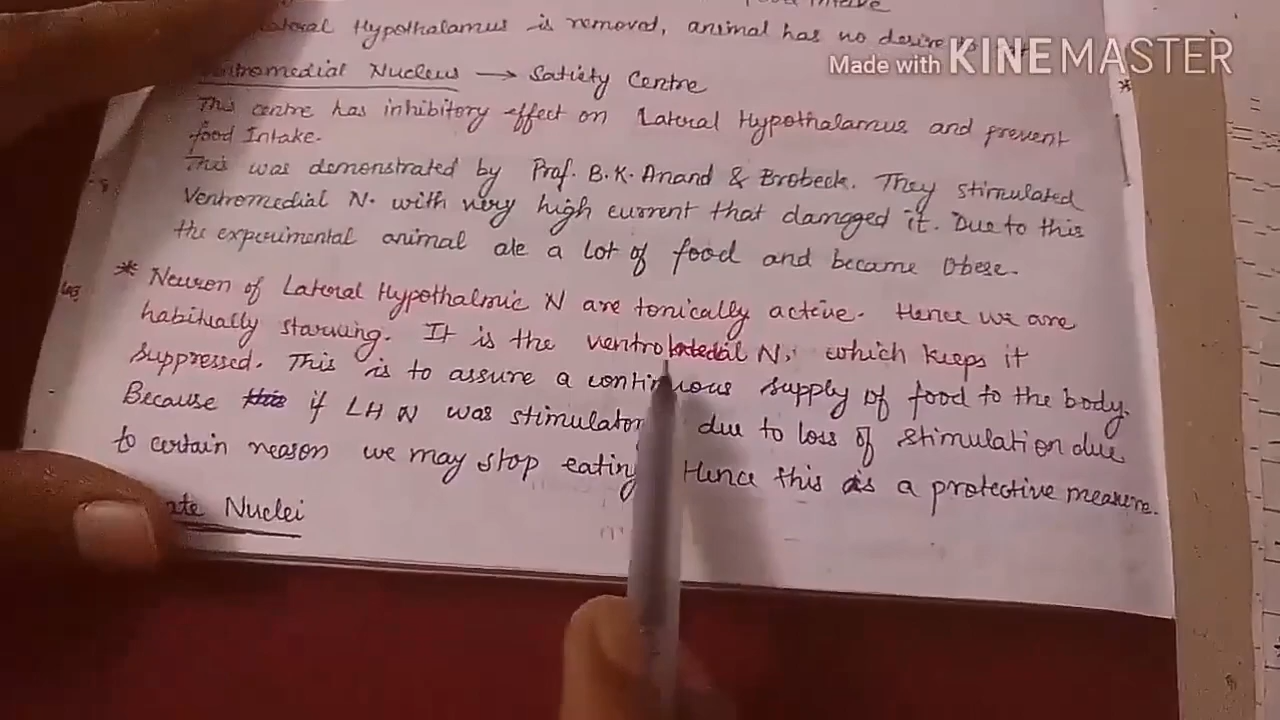 Lateral Hypothalamus is removed, animal has no desire to
Made with KINEMASTER
Ventromedial Nucleus → Satiety Centre
This centre has inhibitory effect on Lateral Hypothalamus and prevent
food Intake.
This was demonstrated by Prof. B.K. Anand & Brobeck. They stimulated
Ventromedial N. with very high current that damaged it. Due to this
the experimental animal ate a lot of food and became Obese.
* Neuron of Lateral Hypothalmic N are tonically active. Hence we are
habitually starving. It is the ventro N. which keeps it
suppressed. This is to assure a continuous supply of food to the body.
Because if LH N was stimulator due to loss of stimulation due
to certain reason we may stop eating Hence this is a protective measure.
ate Nuclei